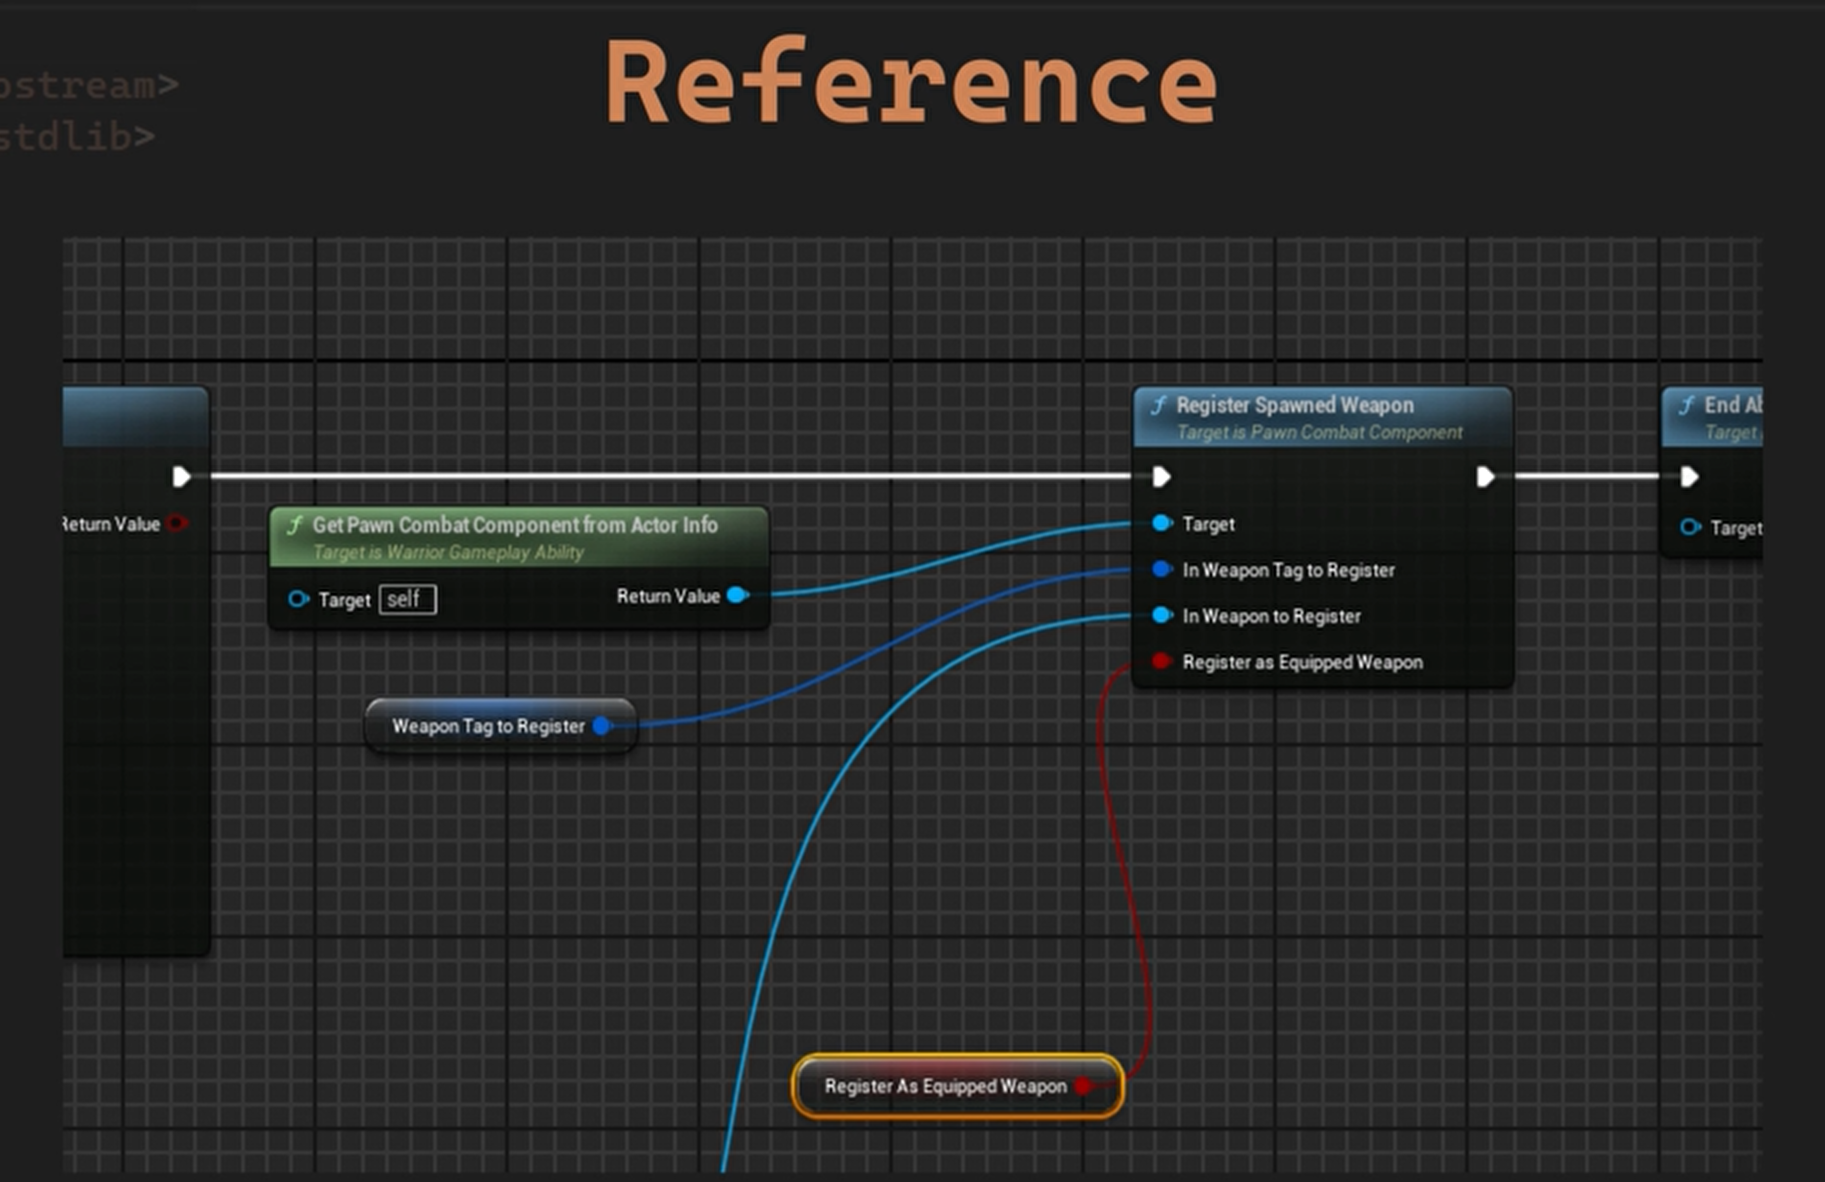 Reference
ostream>
stdlib>
Register Spawned Weapon
Target is Pawn Combat Component
End Ab
Target
Get Pawn Combat Component from Actor Info
Target is Warrior Gameplay Ability
Return Value
Target self
Return Value
Target
In Weapon Tag to Register
In Weapon to Register
Register as Equipped Weapon
Target
Weapon Tag to Register
Register As Equipped Weapon